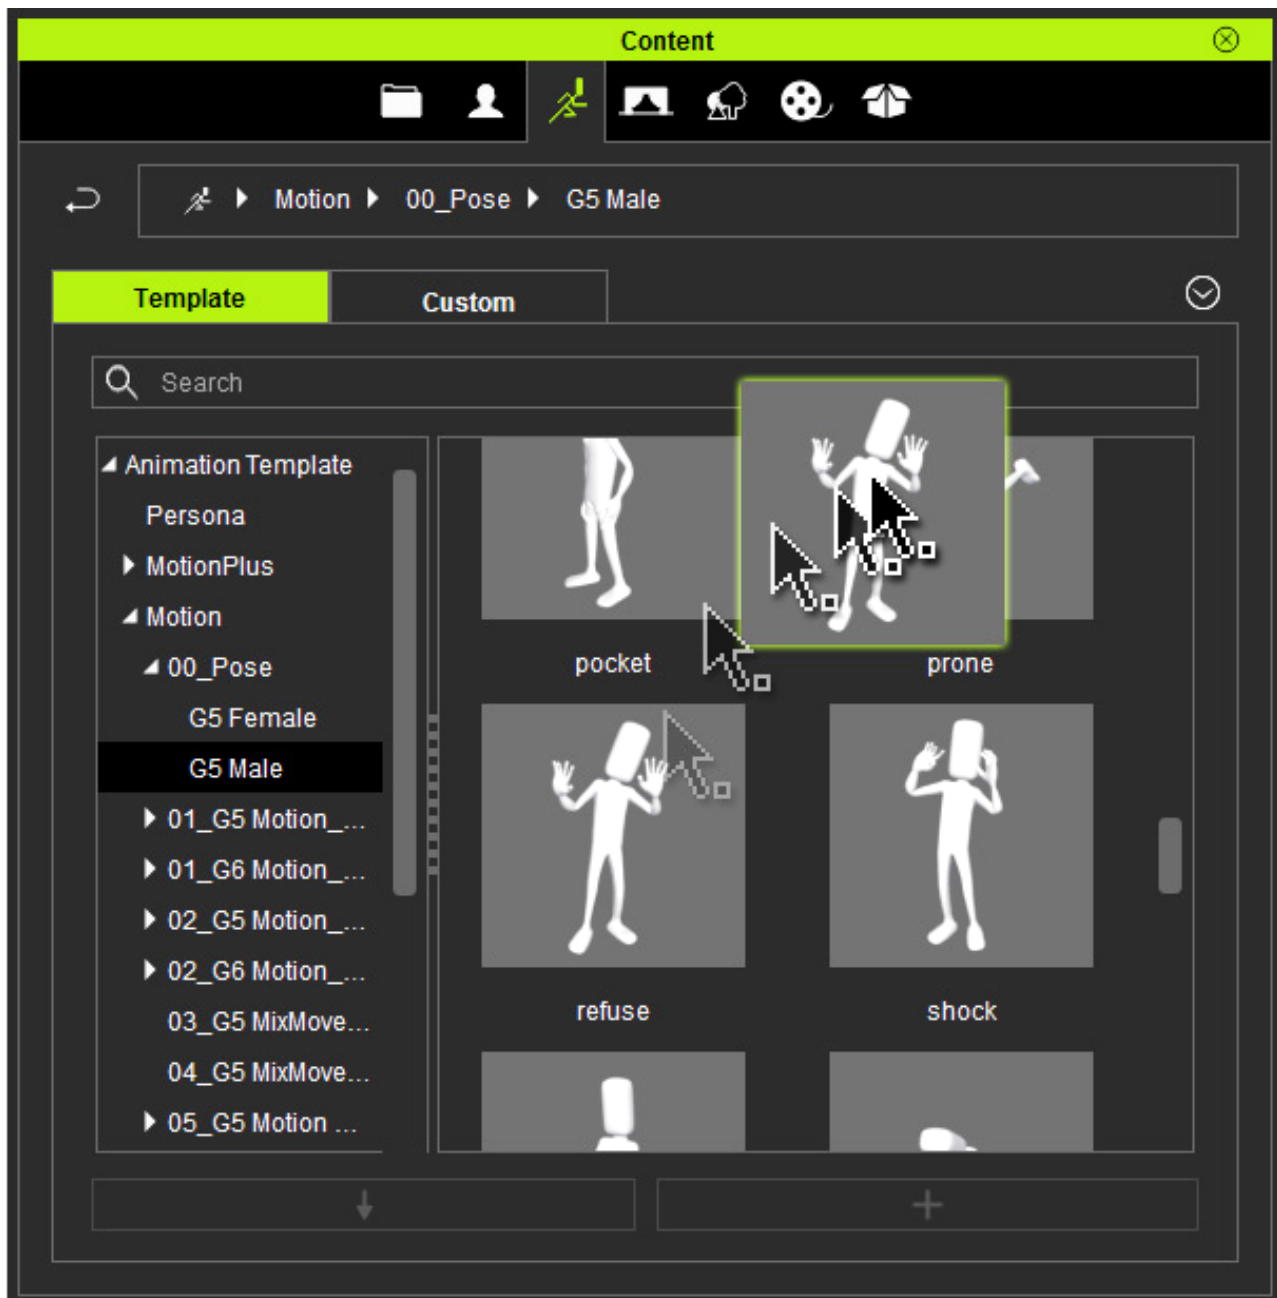 Content
Motion 00_Pose G5 Male
Template Custom
Search
Animation Template
Persona
MotionPlus
Motion
00_Pose
G5 Female
G5 Male
01_G5 Motion_...
01_G6 Motion_...
02_G5 Motion_...
02_G6 Motion_...
03_G5 MixMove...
04_G5 MixMove...
05_G5 Motion ...
pocket prone
refuse shock